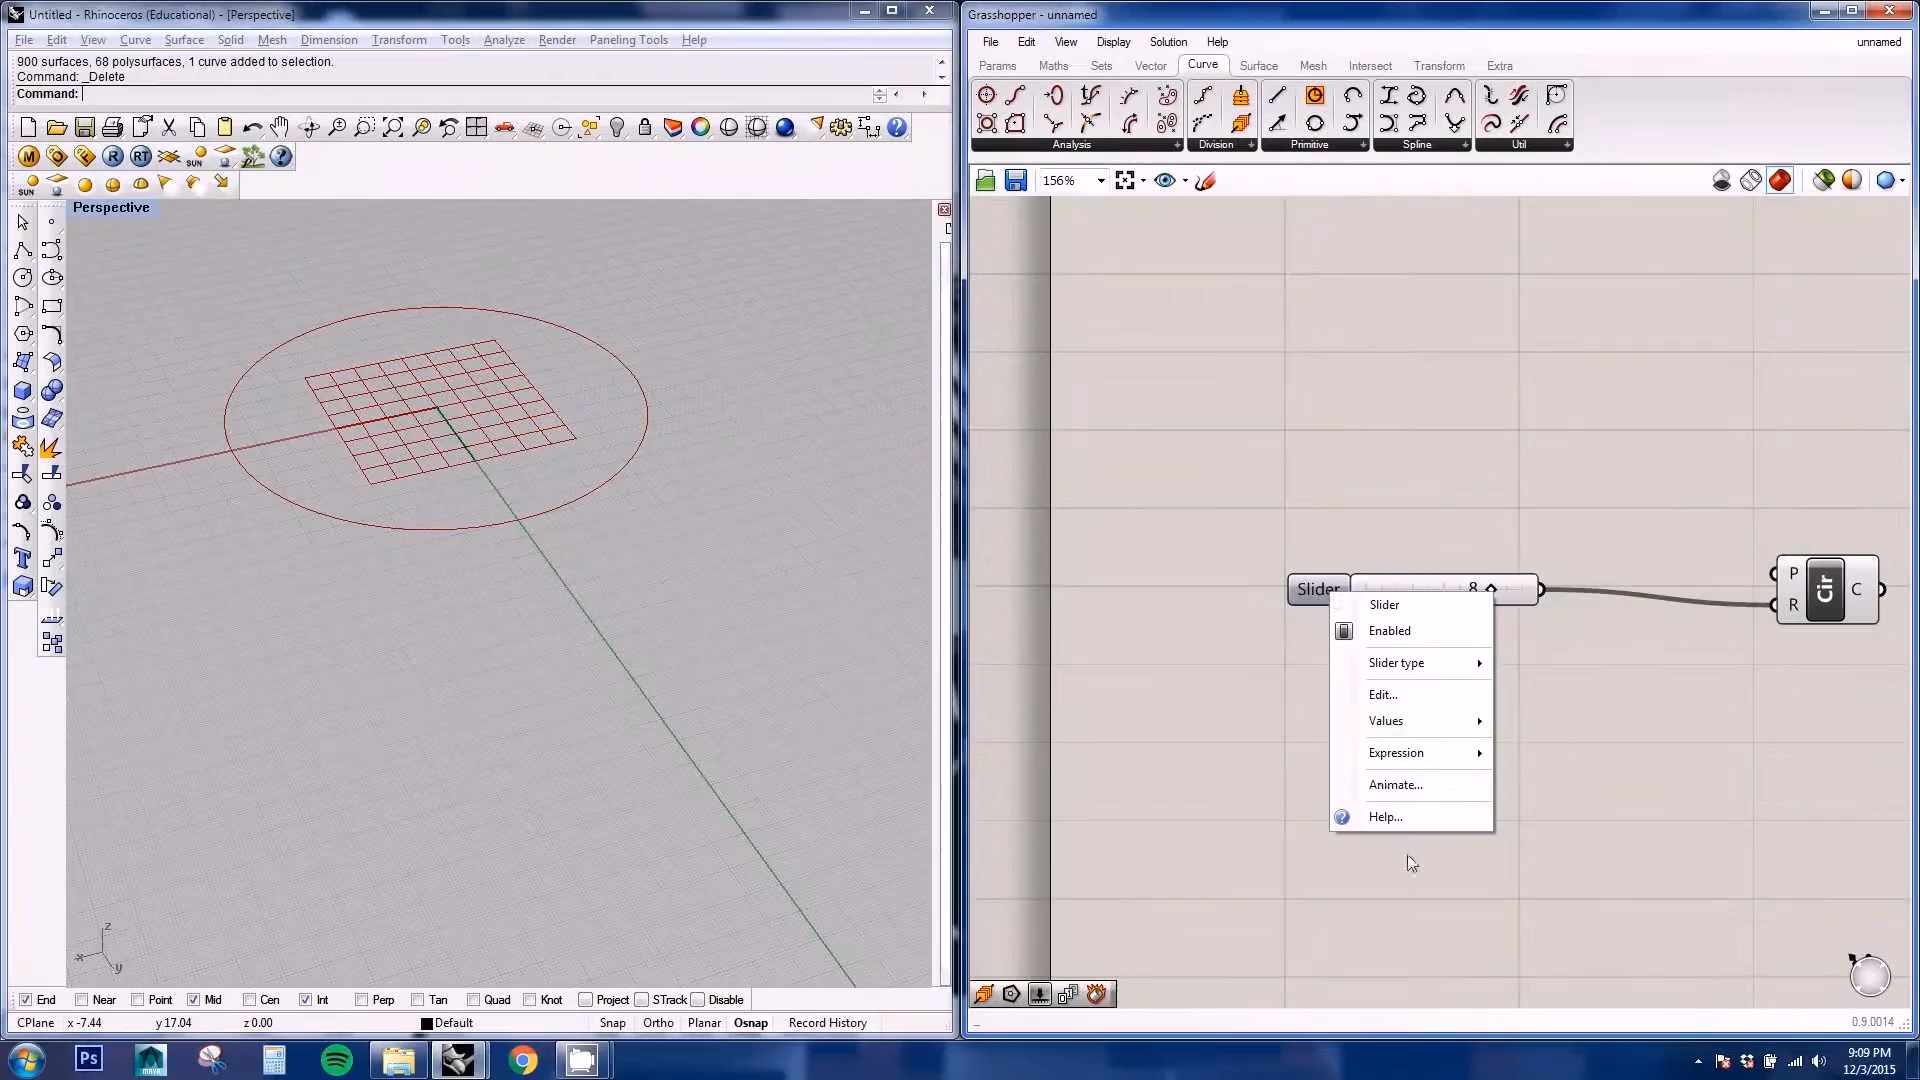 Untitled - Rhinoceros (Educational) - [Perspective]
File Edit View Curve Surface Solid Mesh Dimension Transform Tools Analyze Render Paneling Tools Help
900 surfaces, 68 polysurfaces, 1 curve added to selection.
Command: _Delete
Command:
M R RT SUN
SUN
Perspective
z
x
y
End Near Point Mid Cen Int Perp Tan Quad Knot Project STrack Disable
CPlane x -7.44 y 17.04 z 0.00 Default Snap Ortho Planar Osnap Record History
Grasshopper - unnamed
File Edit View Display Solution Help unnamed
Params Maths Sets Vector Curve Surface Mesh Intersect Transform Extra
Analysis Division Primitive Spline Util
156%
Slider 8
P Cir C
R
Slider
Enabled
Slider type
Edit...
Values
Expression
Animate...
Help...
0.9.0014
Ps
MAYA
9:09 PM
12/3/2015